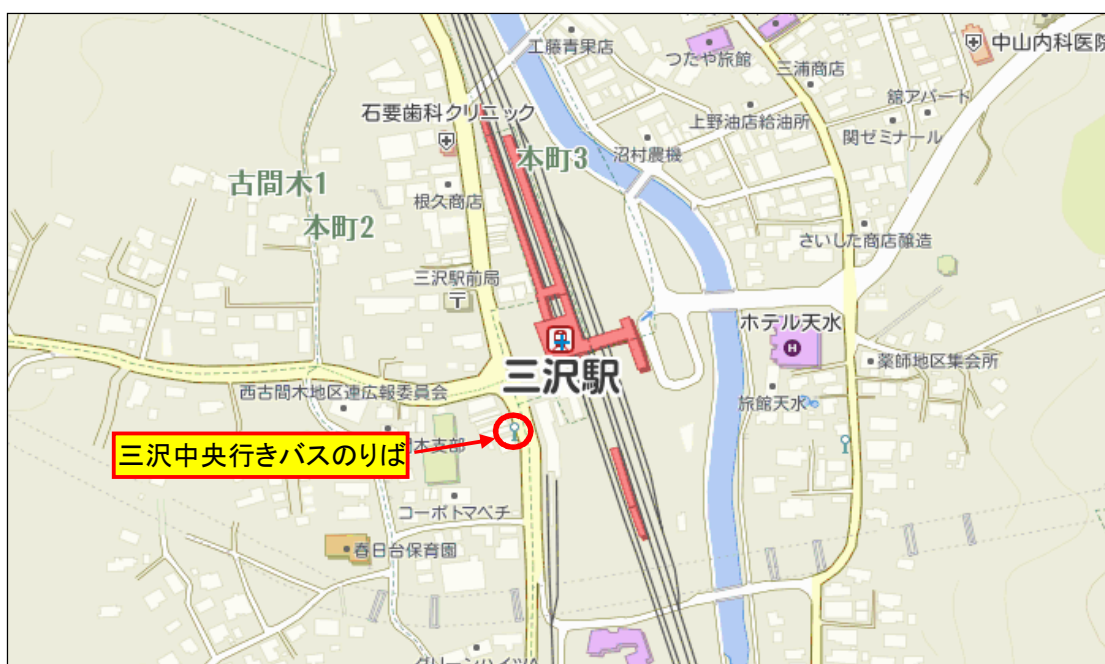 工藤青果店
つたや旅館
中山内科医院
三浦商店
舘アパート
石要歯科クリニック
上野油店給油所
関ゼミナール
沼村農機
本町3
古間木1
根久商店
本町2
さいした商店醸造
三沢駅前局
ホテル天水
H
三沢駅
薬師地区集会所
西古間木地区連広報委員会
旅館天水
三沢中央行きバスのりば
木支部
コーポトマベチ
春日台保育園